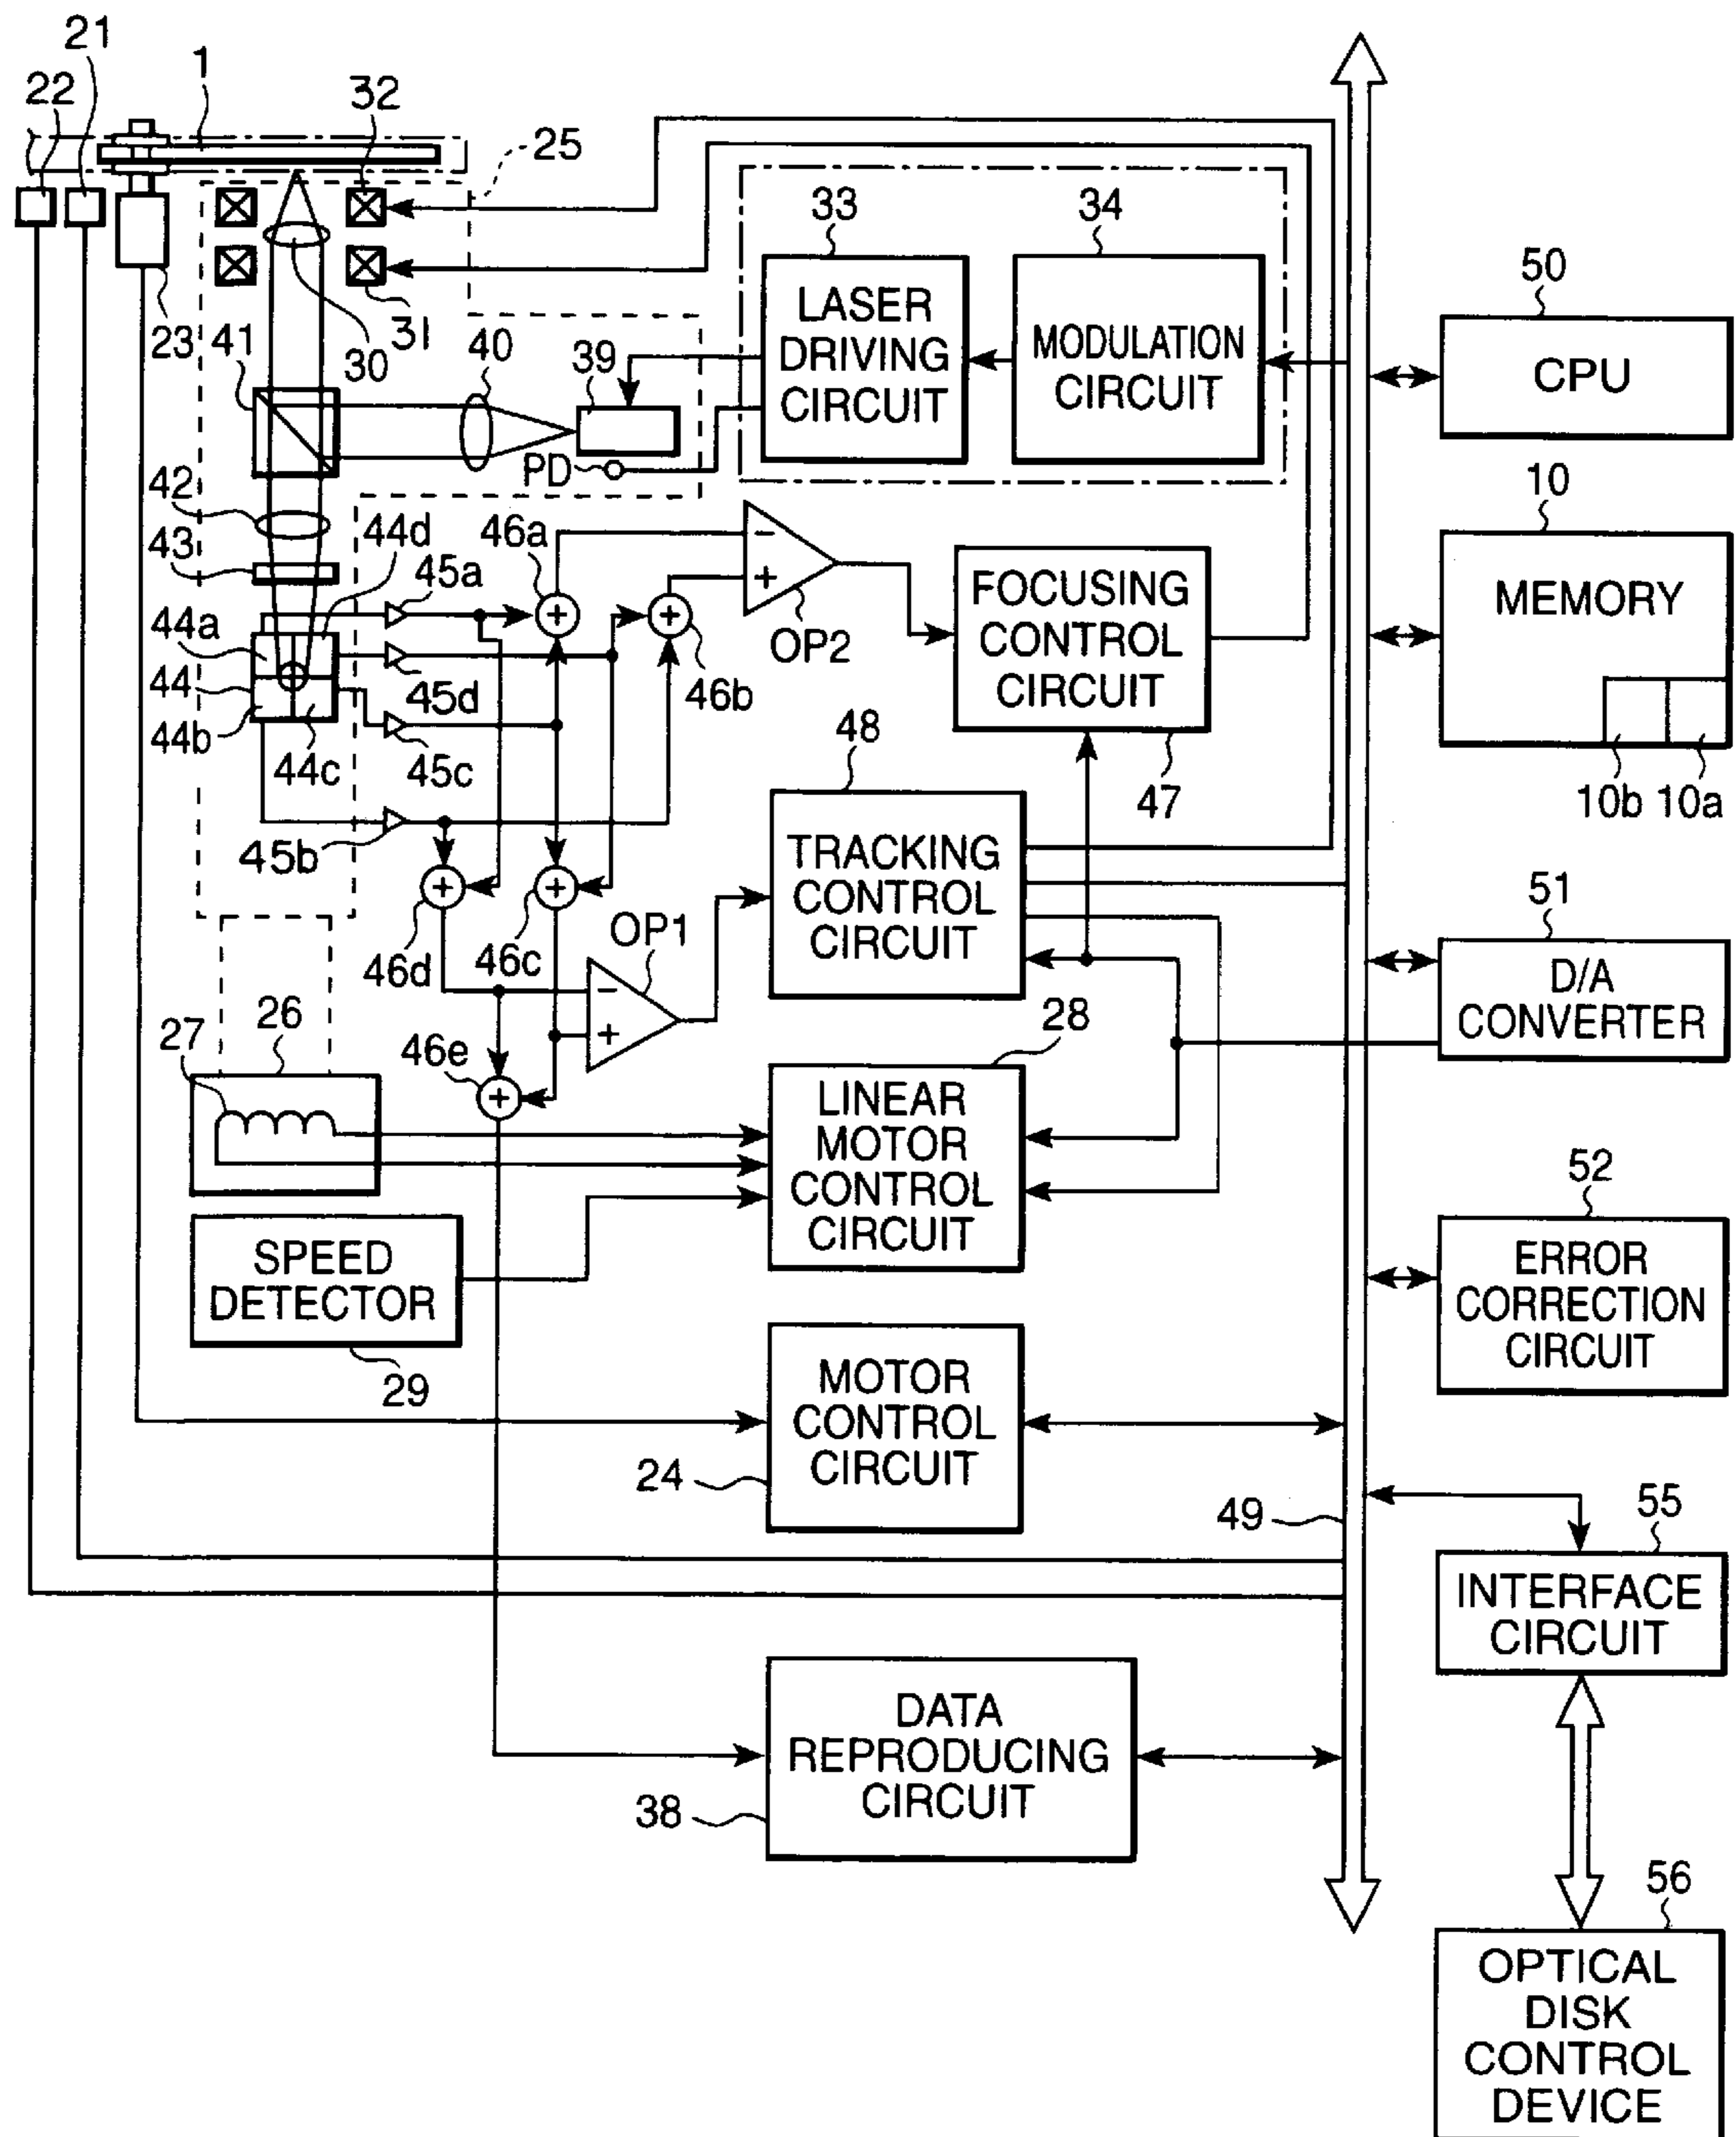 21
1
22
32
25
33
34
LASER
DRIVING
CIRCUIT
MODULATION
CIRCUIT
50
CPU
23
41
30
31
40
39
PD
42
43
44d
46a
45a
44a
44
44b
44c
45d
45c
46b
45b
OP2
FOCUSING
CONTROL
CIRCUIT
47
10
MEMORY
10b
10a
48
TRACKING
CONTROL
CIRCUIT
46d
46c
OP1
51
D/A
CONVERTER
26
27
46e
28
LINEAR
MOTOR
CONTROL
CIRCUIT
SPEED
DETECTOR
29
52
ERROR
CORRECTION
CIRCUIT
MOTOR
CONTROL
CIRCUIT
24
49
55
INTERFACE
CIRCUIT
DATA
REPRODUCING
CIRCUIT
38
56
OPTICAL
DISK
CONTROL
DEVICE